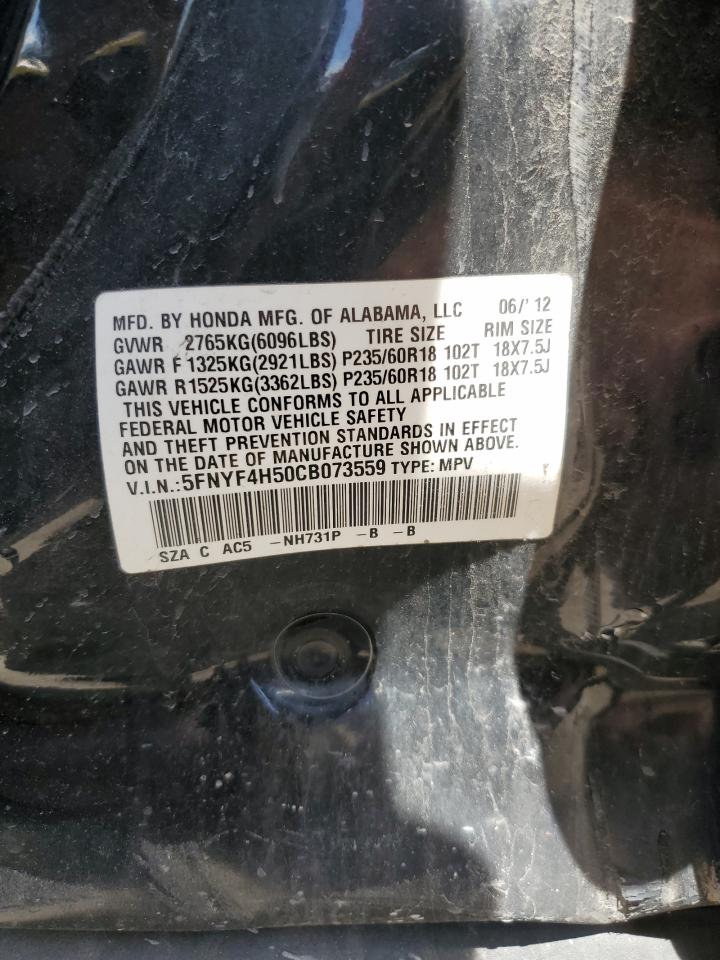 MFD. BY HONDA MFG. OF ALABAMA, LLC 06/'12
GVWR 2765KG(6096LBS) TIRE SIZE RIM SIZE
GAWR F 1325KG(2921LBS) P235/60R18 102T 18X7.5J
GAWR R1525KG(3362LBS) P235/60R18 102T 18X7.5J
THIS VEHICLE CONFORMS TO ALL APPLICABLE
FEDERAL MOTOR VEHICLE SAFETY
AND THEFT PREVENTION STANDARDS IN EFFECT
ON THE DATE OF MANUFACTURE SHOWN ABOVE.
V.I.N.:5FNYF4H50CB073559 TYPE: MPV
SZA C AC5 -NH731P -B -B